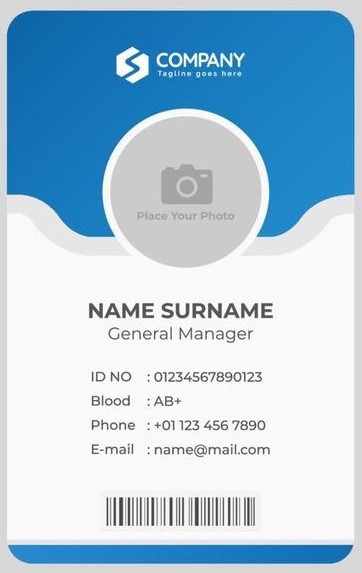 COMPANY
Tagline goes here
Place Your Photo
NAME SURNAME
General Manager
ID NO : 01234567890123
Blood : AB+
Phone : +01 123 456 7890
E-mail : name@mail.com